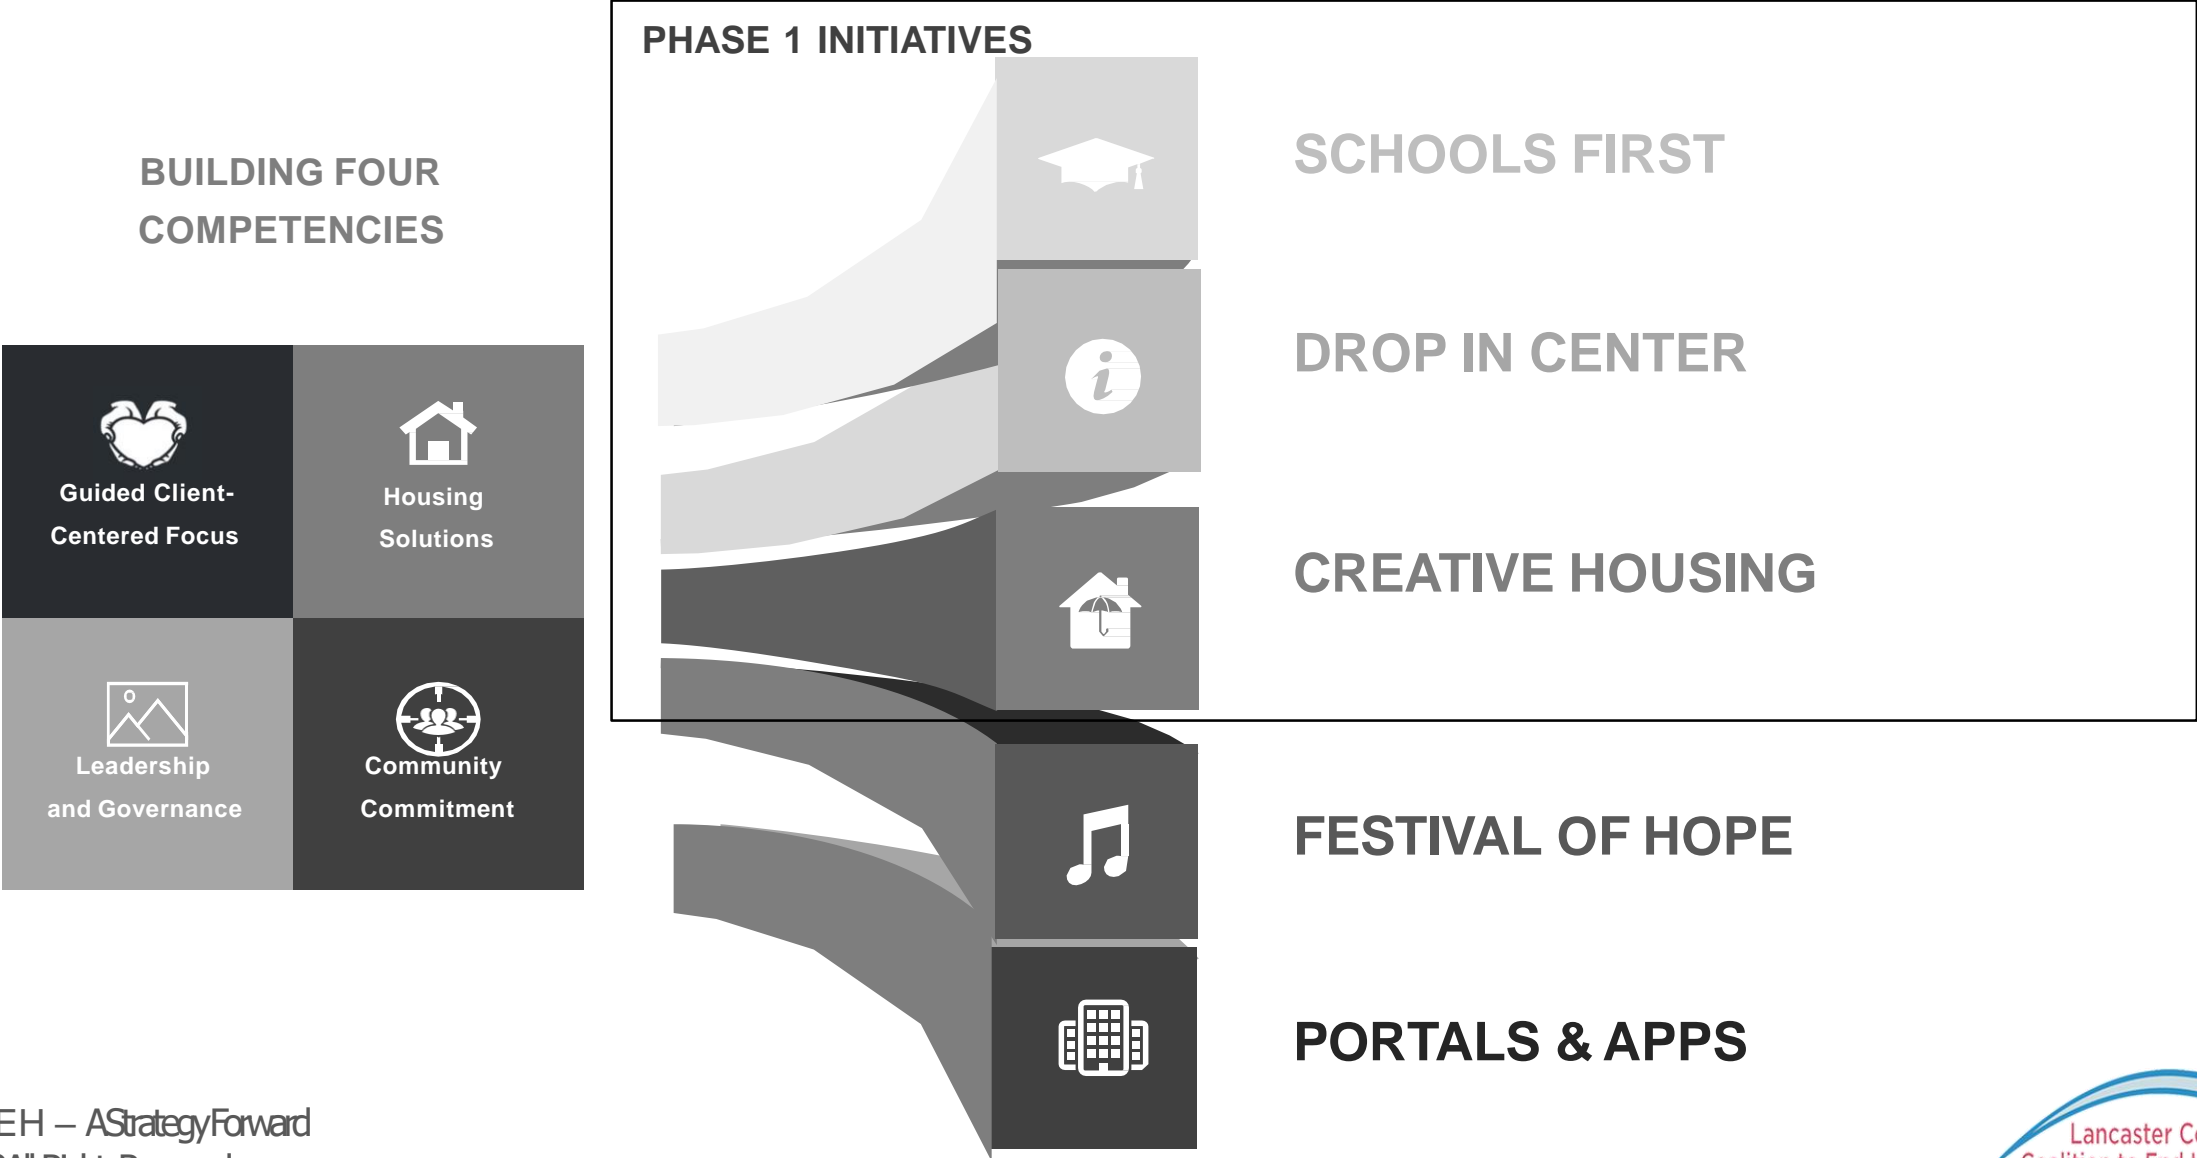 PHASE 1 INITIATIVES
BUILDING FOUR
COMPETENCIES
Guided Client-
Centered Focus
Housing
Solutions
Leadership
and Governance
Community
Commitment
SCHOOLS FIRST
DROP IN CENTER
CREATIVE HOUSING
FESTIVAL OF HOPE
PORTALS & APPS
EH – A Strategy Forward
Lancaster